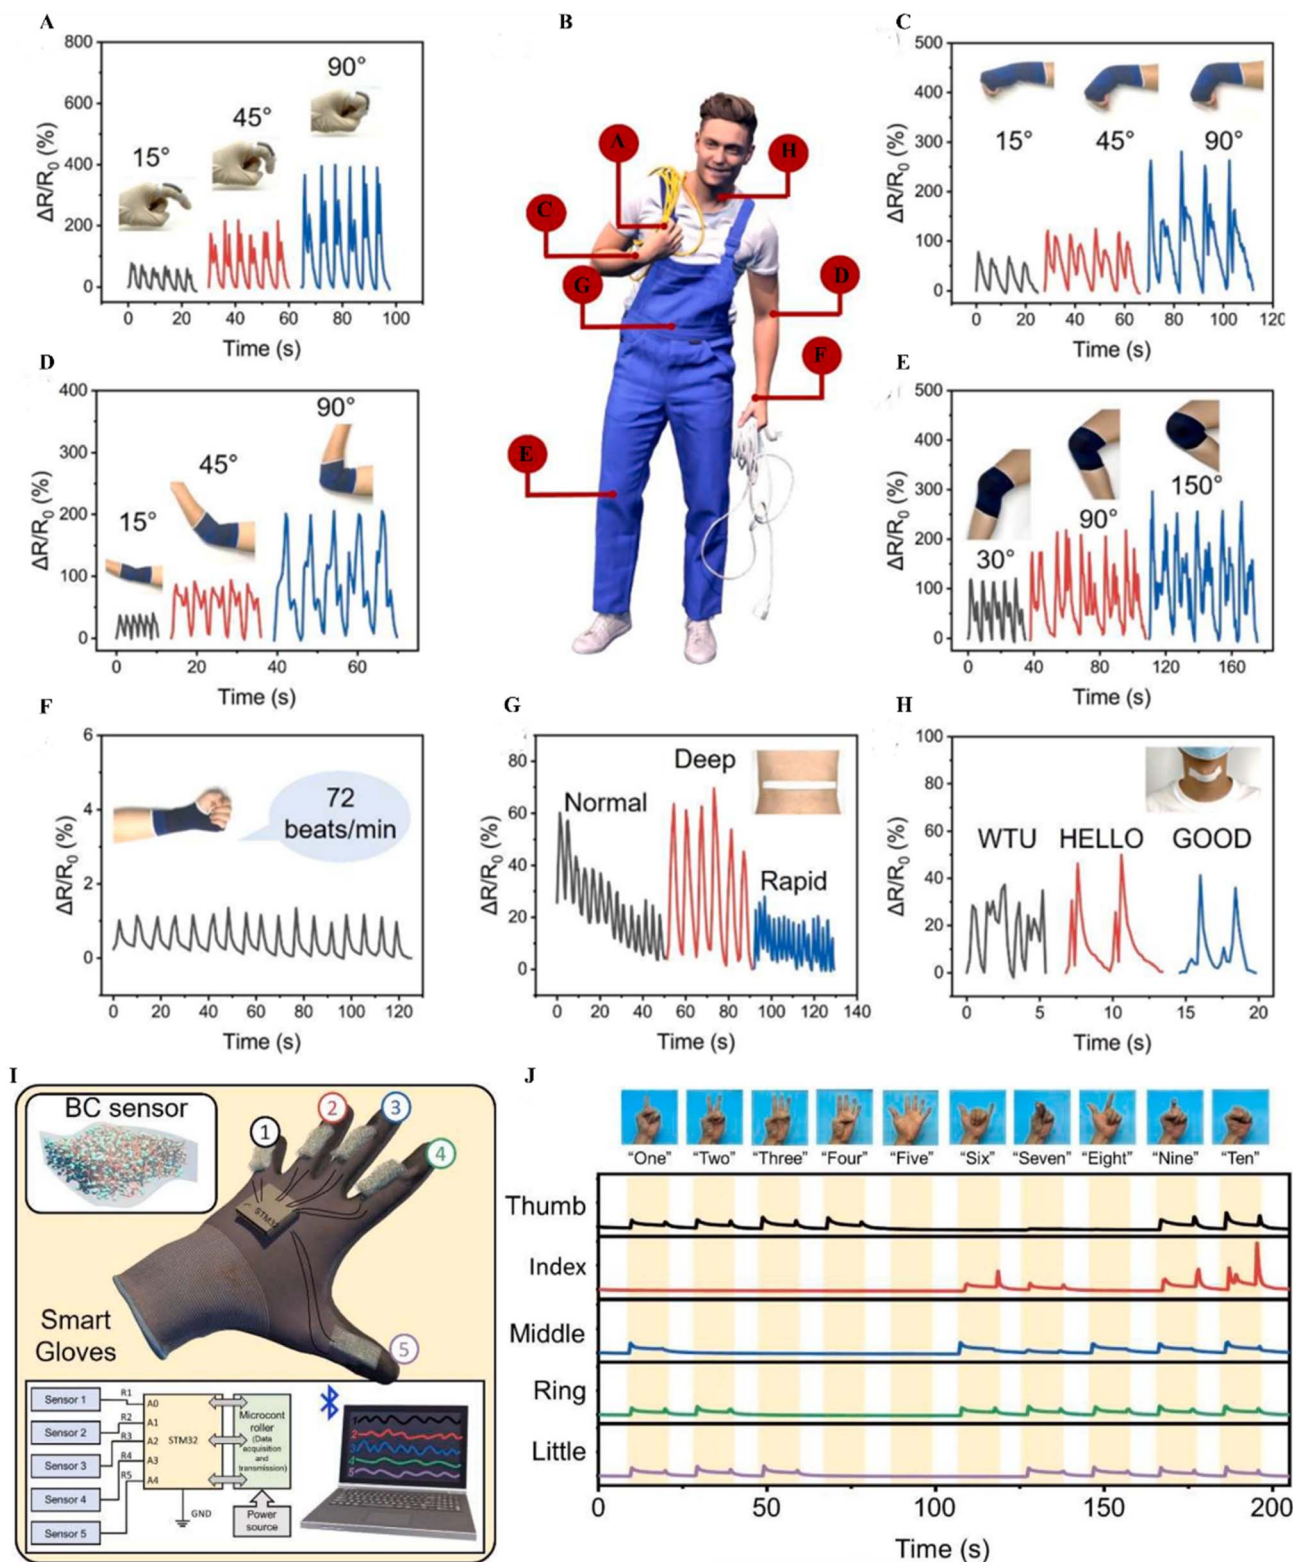 A
800
600
400
200
0
ΔR/R0 (%)
15°
45°
90°
0 20 40 60 80 100
Time (s)
B
A
H
C
G
D
F
E
C
500
400
300
200
100
0
ΔR/R0 (%)
15°
45°
90°
0 20 40 60 80 100 120
Time (s)
D
400
300
200
100
0
ΔR/R0 (%)
15°
45°
90°
0 20 40 60
Time (s)
E
500
400
300
200
100
0
ΔR/R0 (%)
30°
90°
150°
0 40 80 120 160
Time (s)
F
6
4
2
0
ΔR/R0 (%)
72
beats/min
0 20 40 60 80 100 120
Time (s)
G
80
60
40
20
0
ΔR/R0 (%)
Normal
Deep
Rapid
0 20 40 60 80 100 120 140
Time (s)
H
100
80
60
40
20
0
ΔR/R0 (%)
WTU HELLO GOOD
0 5 10 15 20
Time (s)
I
BC sensor
1
2
3
4
5
STM32
Smart
Gloves
Sensor 1
Sensor 2
Sensor 3
Sensor 4
Sensor 5
R1
R2
R3
R4
R5
A0
A1
A2
A3
A4
STM32
GND
Microcont
roller
(Data
acquisition
and
transmission)
Power
source
1
2
3
4
5
J
"One" "Two" "Three" "Four" "Five" "Six" "Seven" "Eight" "Nine" "Ten"
Thumb
Index
Middle
Ring
Little
0 50 100 150 200
Time (s)